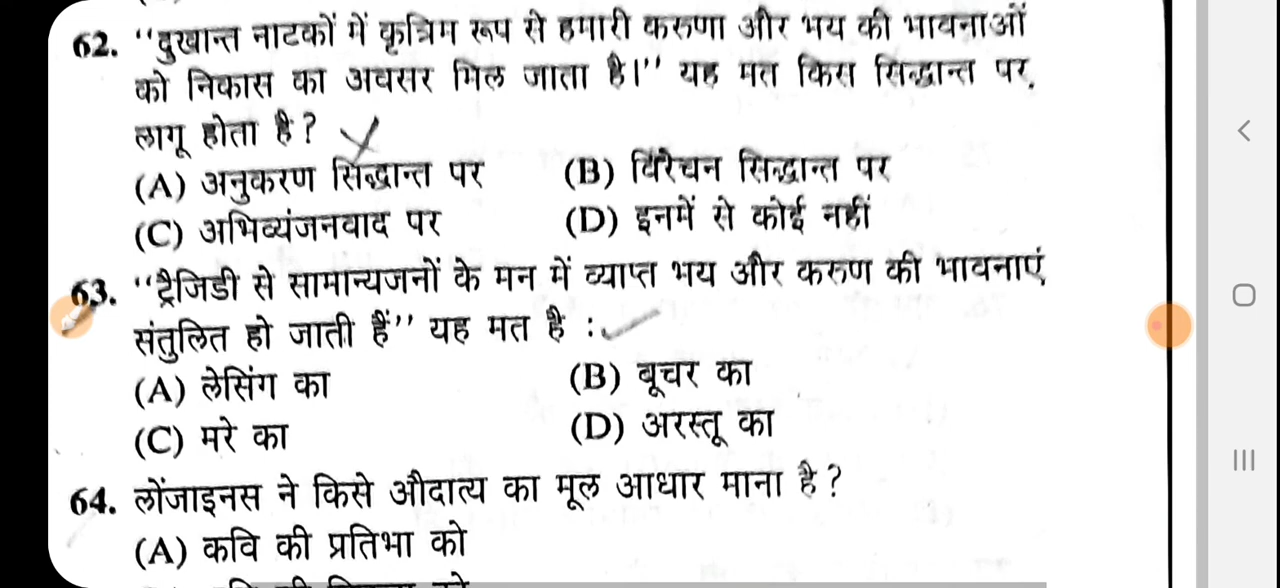 62. ‘‘दुखान्त नाटकों में कृत्रिम रूप से हमारी करुणा और भय की भावनाओं
को निकास का अवसर मिल जाता है।’’ यह मत किस सिद्धान्त पर
लागू होता है?
(A) अनुकरण सिद्धान्त पर (B) विरेचन सिद्धान्त पर
(C) अभिव्यंजनवाद पर (D) इनमें से कोई नहीं
63. ‘‘ट्रैजिडी से सामान्यजनों के मन में व्याप्त भय और करुण की भावनाएं
संतुलित हो जाती हैं’’ यह मत है :
(A) लेसिंग का (B) बूचर का
(C) मरे का (D) अरस्तू का
64. लोंजाइनस ने किसे औदात्य का मूल आधार माना है?
(A) कवि की प्रतिभा को